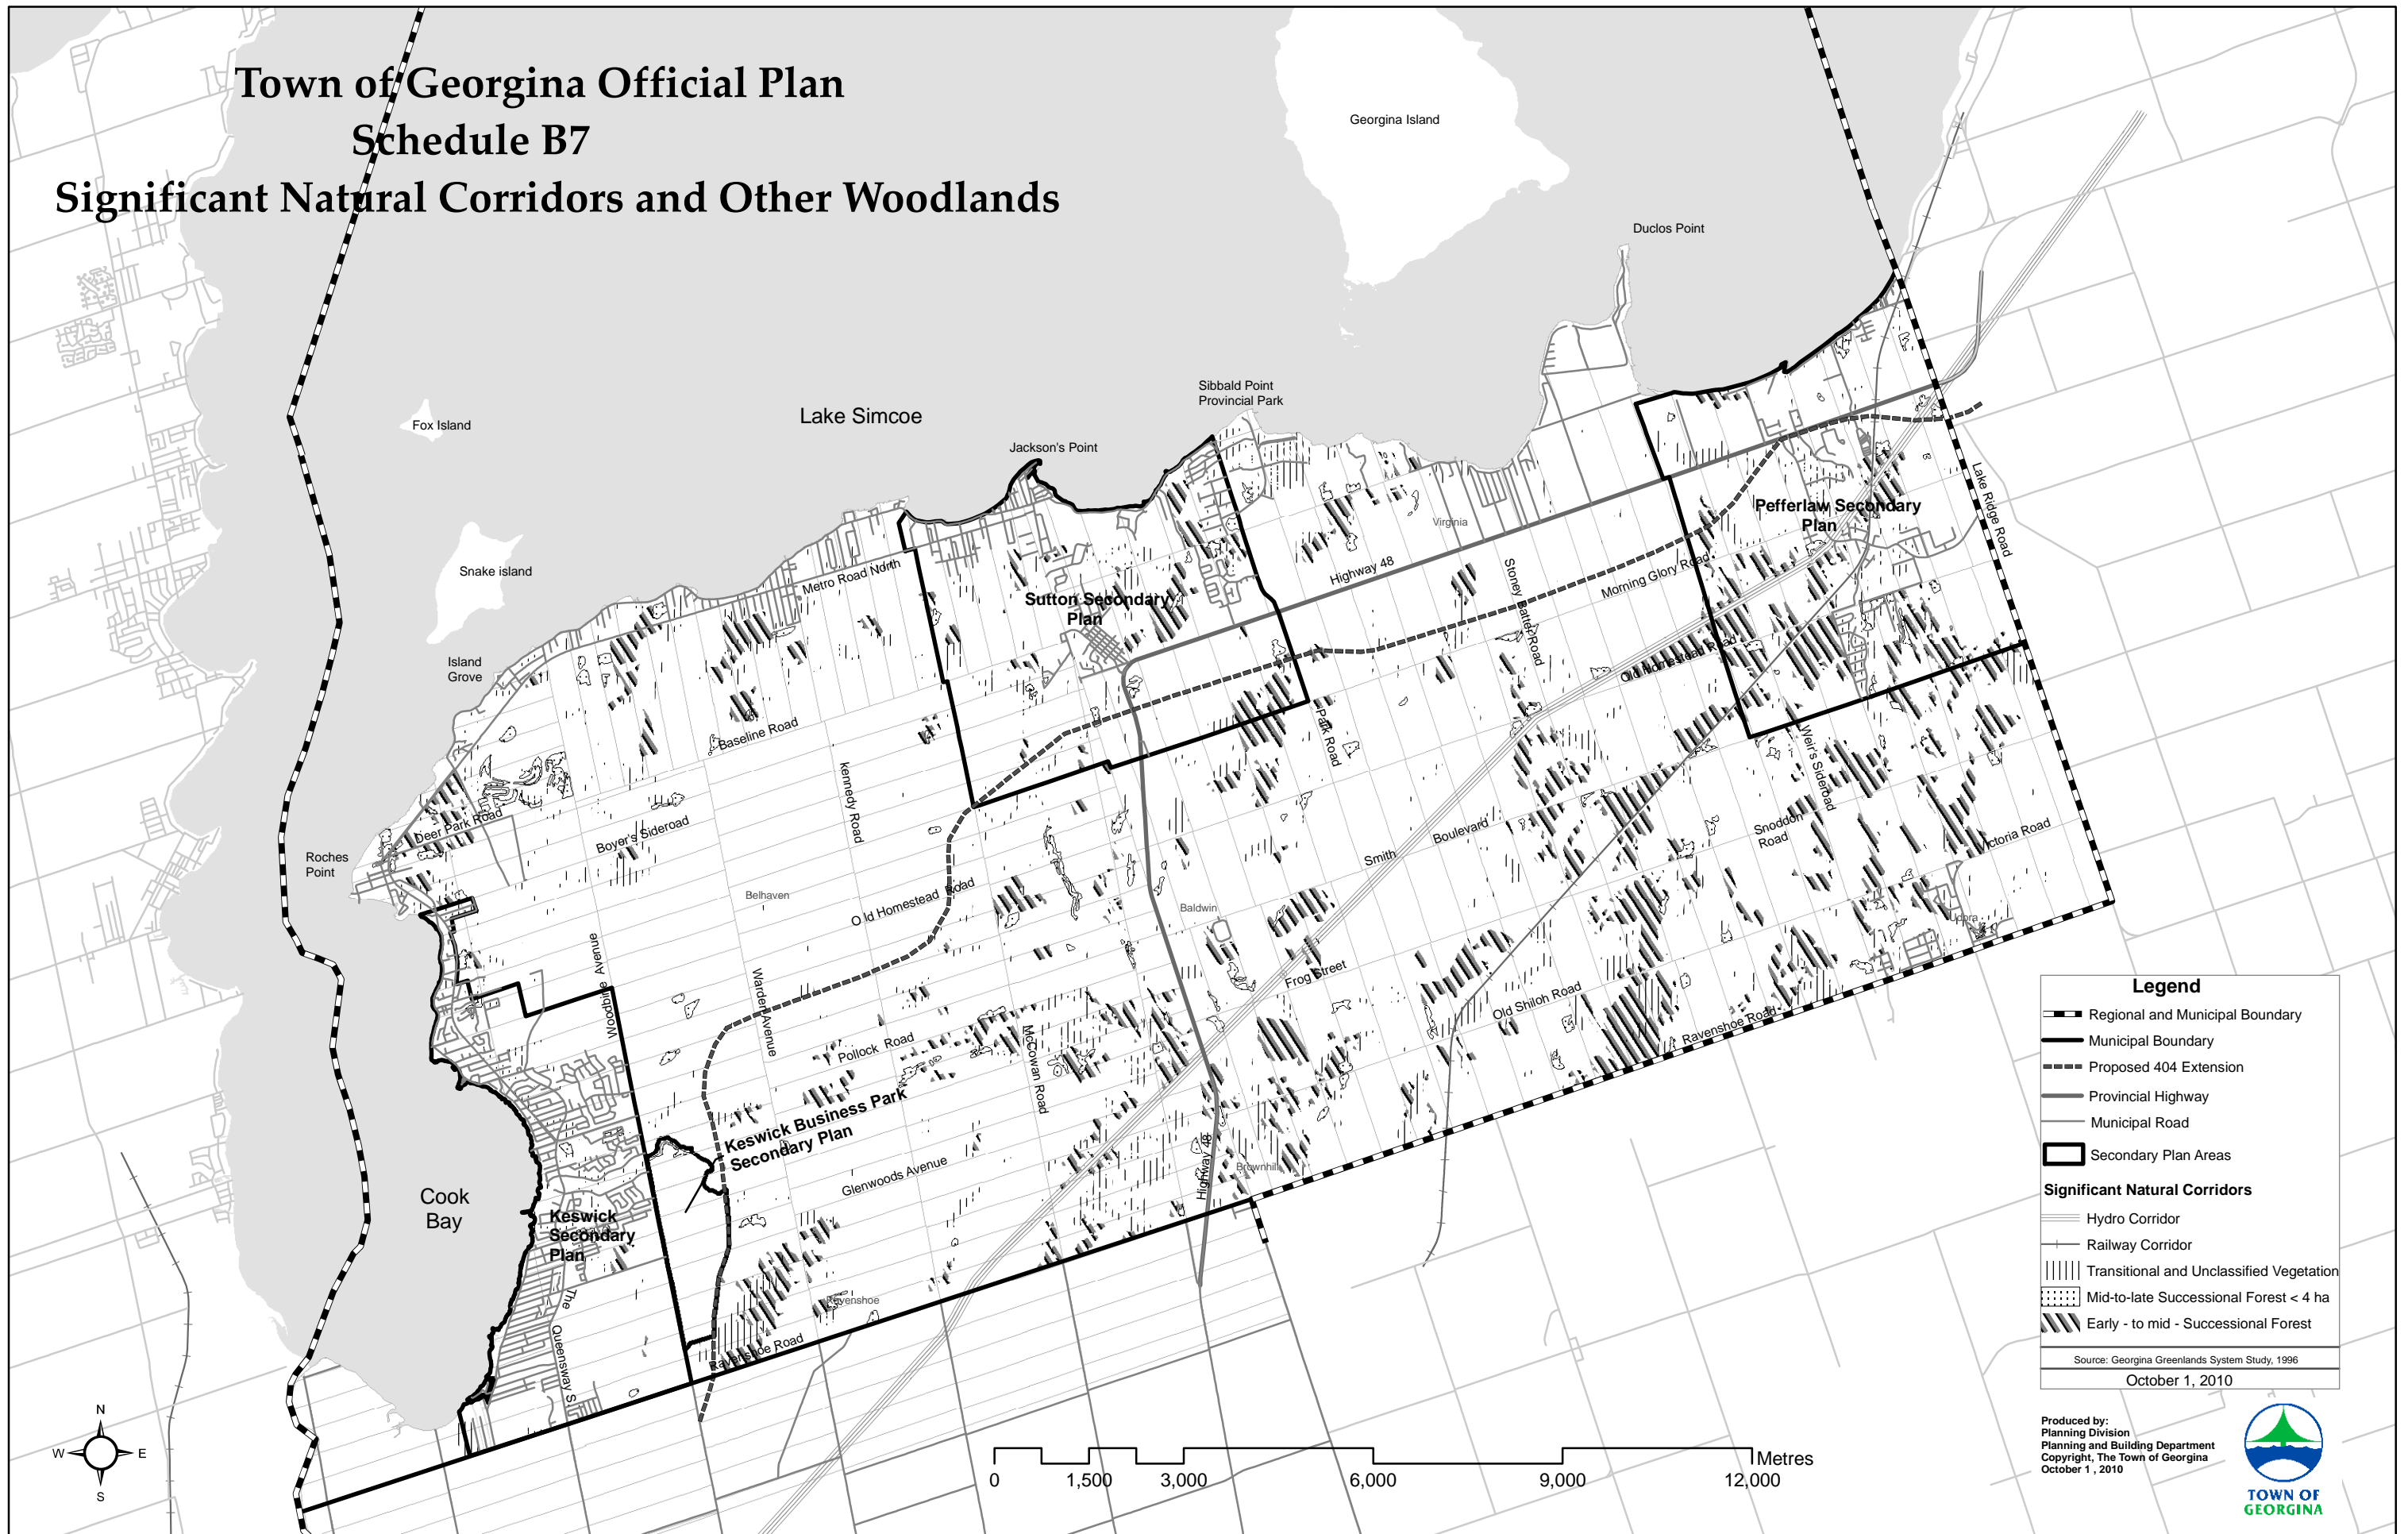 Town of Georgina Official Plan
Schedule B7
Significant Natural Corridors and Other Woodlands
Georgina Island
Duclos Point
Sibbald Point
Provincial Park
Fox Island
Lake Simcoe
Jackson's Point
Lake Ridge Road
Pefferlaw Secondary
Plan
Virginia
Highway 48
Stoney Batter Road
Morning Glory Road
Snake island
Metro Road North
Sutton Secondary
Plan
Island
Grove
Old Homestead Road
Park Road
Baseline Road
Weir's Sideroad
kennedy Road
Deer Park Road
Boyer's Sideroad
Snoddon
Road
Victoria Road
Smith
Boulevard
Roches
Point
Belhaven
Old Homestead Road
Baldwin
Udora
Woodbine Avenue
Warden Avenue
Frog Street
Old Shiloh Road
Ravenshoe Road
Pollock Road
McCowan Road
Keswick Business Park
Secondary Plan
Glenwoods Avenue
Highway 48
Brownhill
Cook
Bay
Keswick
Secondary
Plan
The Queensway S.
Ravenshoe
Ravenshoe Road
Legend
Regional and Municipal Boundary
Municipal Boundary
Proposed 404 Extension
Provincial Highway
Municipal Road
Secondary Plan Areas
Significant Natural Corridors
Hydro Corridor
Railway Corridor
Transitional and Unclassified Vegetation
Mid-to-late Successional Forest < 4 ha
Early - to mid - Successional Forest
Source: Georgina Greenlands System Study, 1996
October 1, 2010
N
W E
S
Metres
0 1,500 3,000 6,000 9,000 12,000
Produced by:
Planning Division
Planning and Building Department
Copyright, The Town of Georgina
October 1 , 2010
TOWN OF
GEORGINA